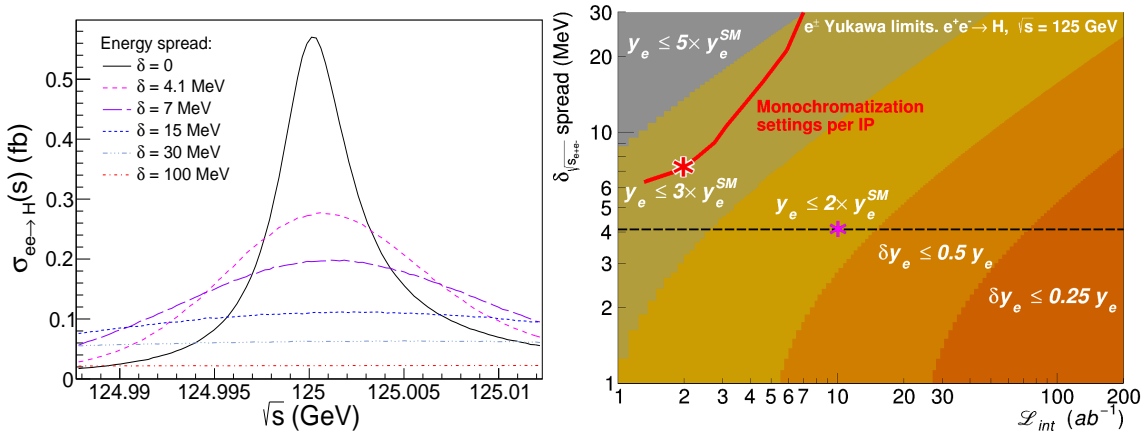 Energy spread:
δ = 0
δ = 4.1 MeV
δ = 7 MeV
δ = 15 MeV
δ = 30 MeV
δ = 100 MeV
σee→ H(s) (fb)
0.5
0.4
0.3
0.2
0.1
0
124.99 124.995 125 125.005 125.01
√s (GeV)
e± Yukawa limits. e+e-→ H, √s = 125 GeV
ye ≤ 5× yeSM
Monochromatization
settings per IP
ye ≤ 3× yeSM
ye ≤ 2× yeSM
δye ≤ 0.5 ye
δye ≤ 0.25 ye
δ√se+e- spread (MeV)
30
20
10
5
4
3
2
1
1 2 3 4 5 6 7 10 20 30 100 200
ℒint (ab-1)